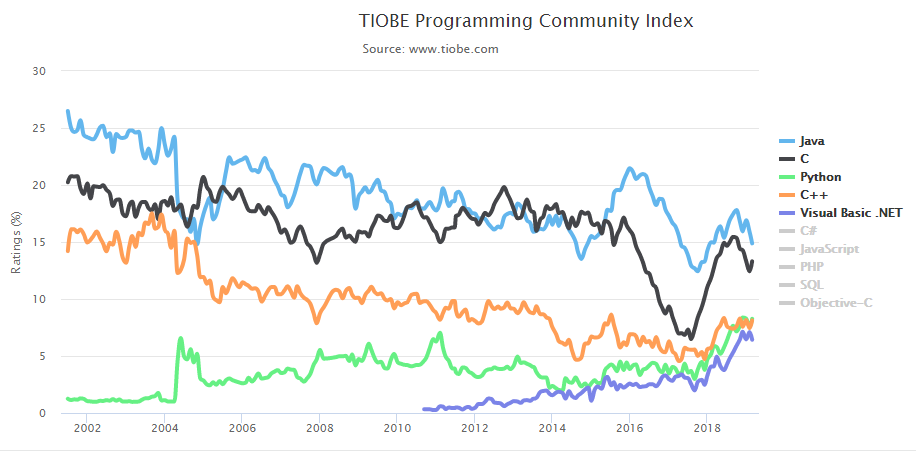 TIOBE Programming Community Index
Source: www.tiobe.com
Ratings (%)
30
25
20
15
10
5
0
2002 2004 2006 2008 2010 2012 2014 2016 2018
Java
C
Python
C++
Visual Basic .NET
C#
JavaScript
PHP
SQL
Objective-C